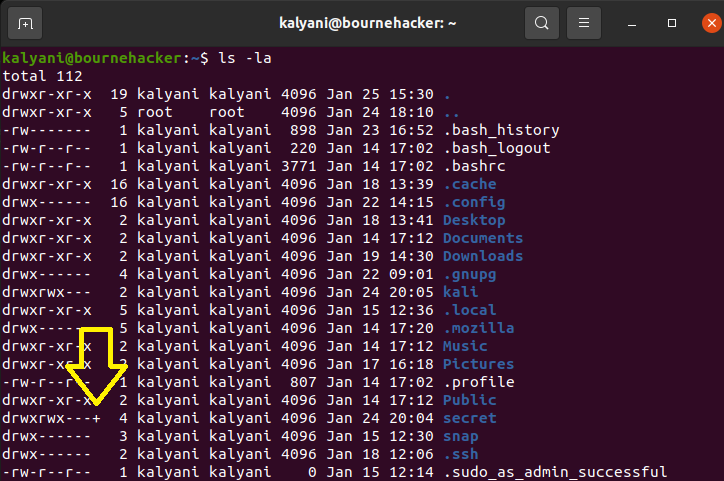 kalyani@bournehacker: ~
kalyani@bournehacker:~$ ls -la
total 112
drwxr-xr-x 19 kalyani kalyani 4096 Jan 25 15:30 .
drwxr-xr-x 5 root root 4096 Jan 24 18:10 ..
-rw------- 1 kalyani kalyani 898 Jan 23 16:52 .bash_history
-rw-r--r-- 1 kalyani kalyani 220 Jan 14 17:02 .bash_logout
-rw-r--r-- 1 kalyani kalyani 3771 Jan 14 17:02 .bashrc
drwxr-xr-x 16 kalyani kalyani 4096 Jan 18 13:39 .cache
drwx------ 16 kalyani kalyani 4096 Jan 22 14:15 .config
drwxr-xr-x 2 kalyani kalyani 4096 Jan 18 13:41 Desktop
drwxr-xr-x 2 kalyani kalyani 4096 Jan 14 17:12 Documents
drwxr-xr-x 2 kalyani kalyani 4096 Jan 19 14:30 Downloads
drwx------ 4 kalyani kalyani 4096 Jan 22 09:01 .gnupg
drwxrwx--- 2 kalyani kalyani 4096 Jan 24 20:05 kali
drwxr-xr-x 5 kalyani kalyani 4096 Jan 15 12:36 .local
drwx------ 5 kalyani kalyani 4096 Jan 14 17:20 .mozilla
drwxr-xr-x 2 kalyani kalyani 4096 Jan 14 17:12 Music
drwxr-xr-x 2 kalyani kalyani 4096 Jan 17 16:18 Pictures
-rw-r--r-- 1 kalyani kalyani 807 Jan 14 17:02 .profile
drwxr-xr-x 2 kalyani kalyani 4096 Jan 14 17:12 Public
drwxrwx---+ 4 kalyani kalyani 4096 Jan 24 20:04 secret
drwx------ 3 kalyani kalyani 4096 Jan 15 12:30 snap
drwx------ 2 kalyani kalyani 4096 Jan 18 12:06 .ssh
-rw-r--r-- 1 kalyani kalyani 0 Jan 15 12:14 .sudo_as_admin_successful